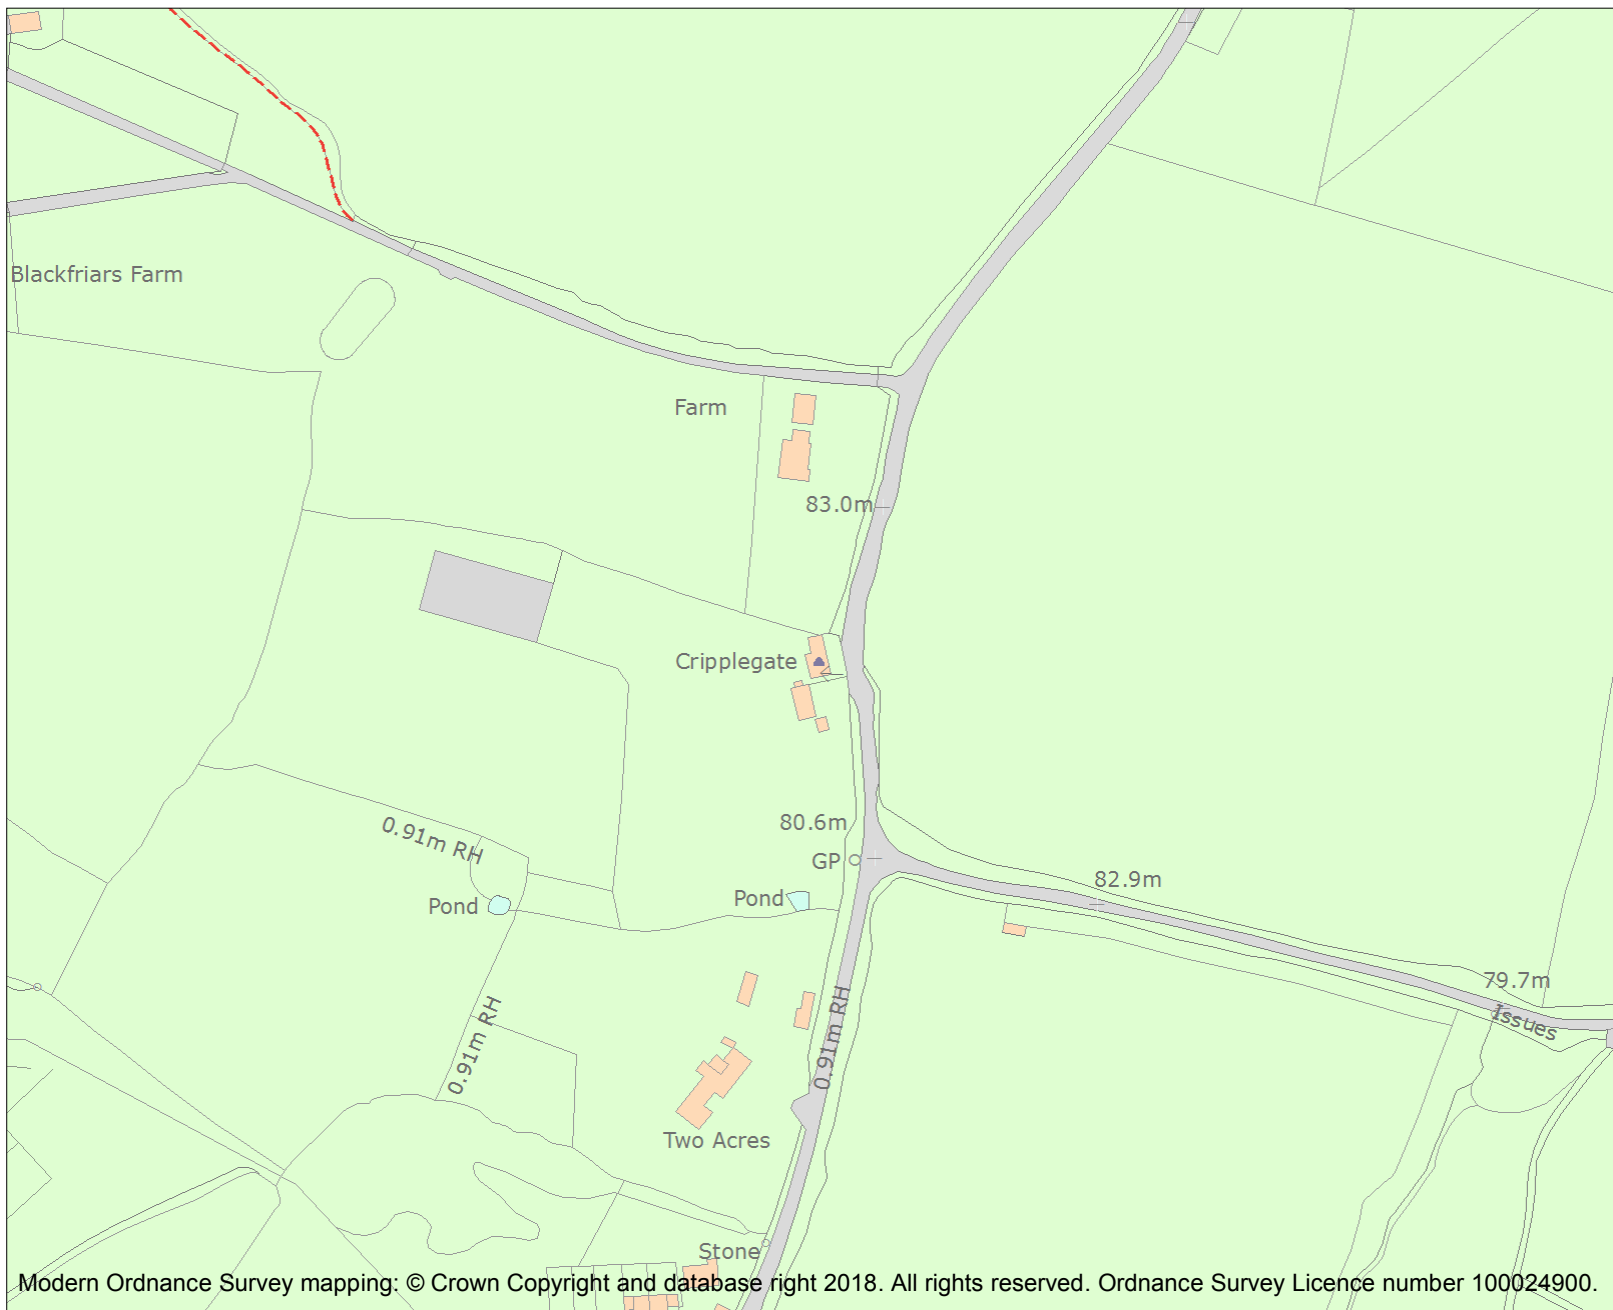 Blackfriars Farm
Farm
83.0m
Cripplegate
80.6m
0.91m RH
GP
82.9m
Pond
Pond
79.7m
Issues
0.91m RH
0.91m RH
Two Acres
Stone
Modern Ordnance Survey mapping: © Crown Copyright and database right 2018. All rights reserved. Ordnance Survey Licence number 100024900.